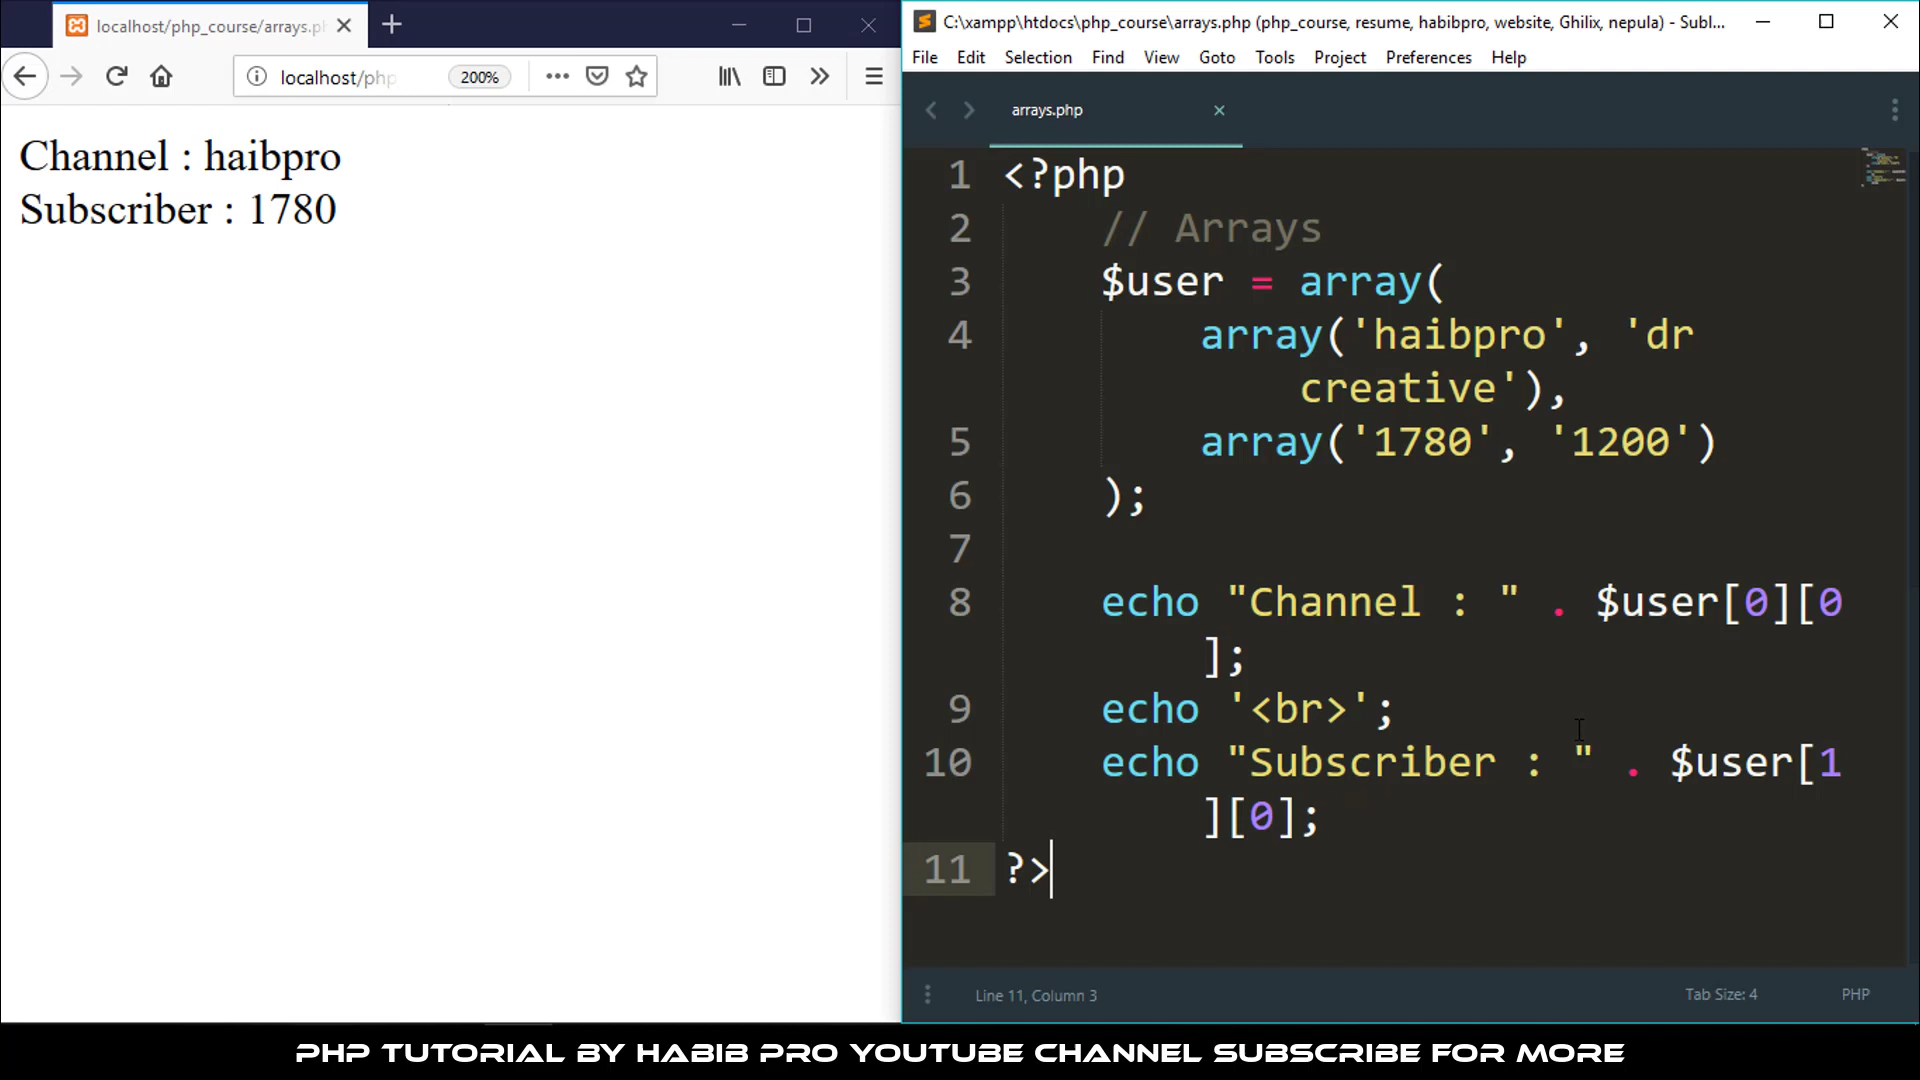 localhost/php_course/arrays.ph
localhost/php
200%
Channel : haibpro
Subscriber : 1780
C:\xampp\htdocs\php_course\arrays.php (php_course, resume, habibpro, website, Ghilix, nepula) - Subl...
File Edit Selection Find View Goto Tools Project Preferences Help
arrays.php
1 <?php
2 // Arrays
3 $user = array(
4 array('haibpro', 'dr
creative'),
5 array('1780', '1200')
6 );
7
8 echo "Channel : " . $user[0][0
];
9 echo '<br>';
10 echo "Subscriber : " . $user[1
][0];
11 ?>
Line 11, Column 3
Tab Size: 4
PHP
PHP TUTORIAL BY HABIB PRO YOUTUBE CHANNEL SUBSCRIBE FOR MORE